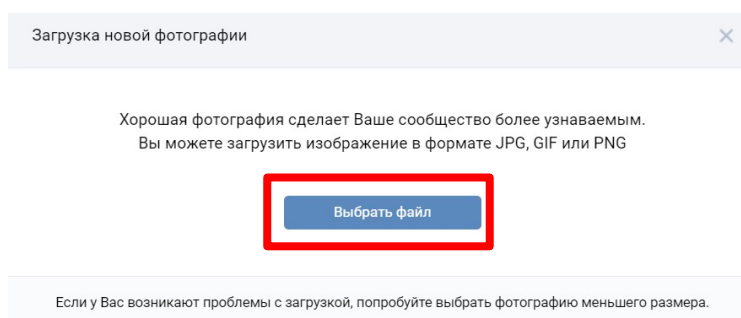 Загрузка новой фотографии
Хорошая фотография сделает Ваше сообщество более узнаваемым.
Вы можете загрузить изображение в формате JPG, GIF или PNG
Выбрать файл
Если у Вас возникают проблемы с загрузкой, попробуйте выбрать фотографию меньшего размера.